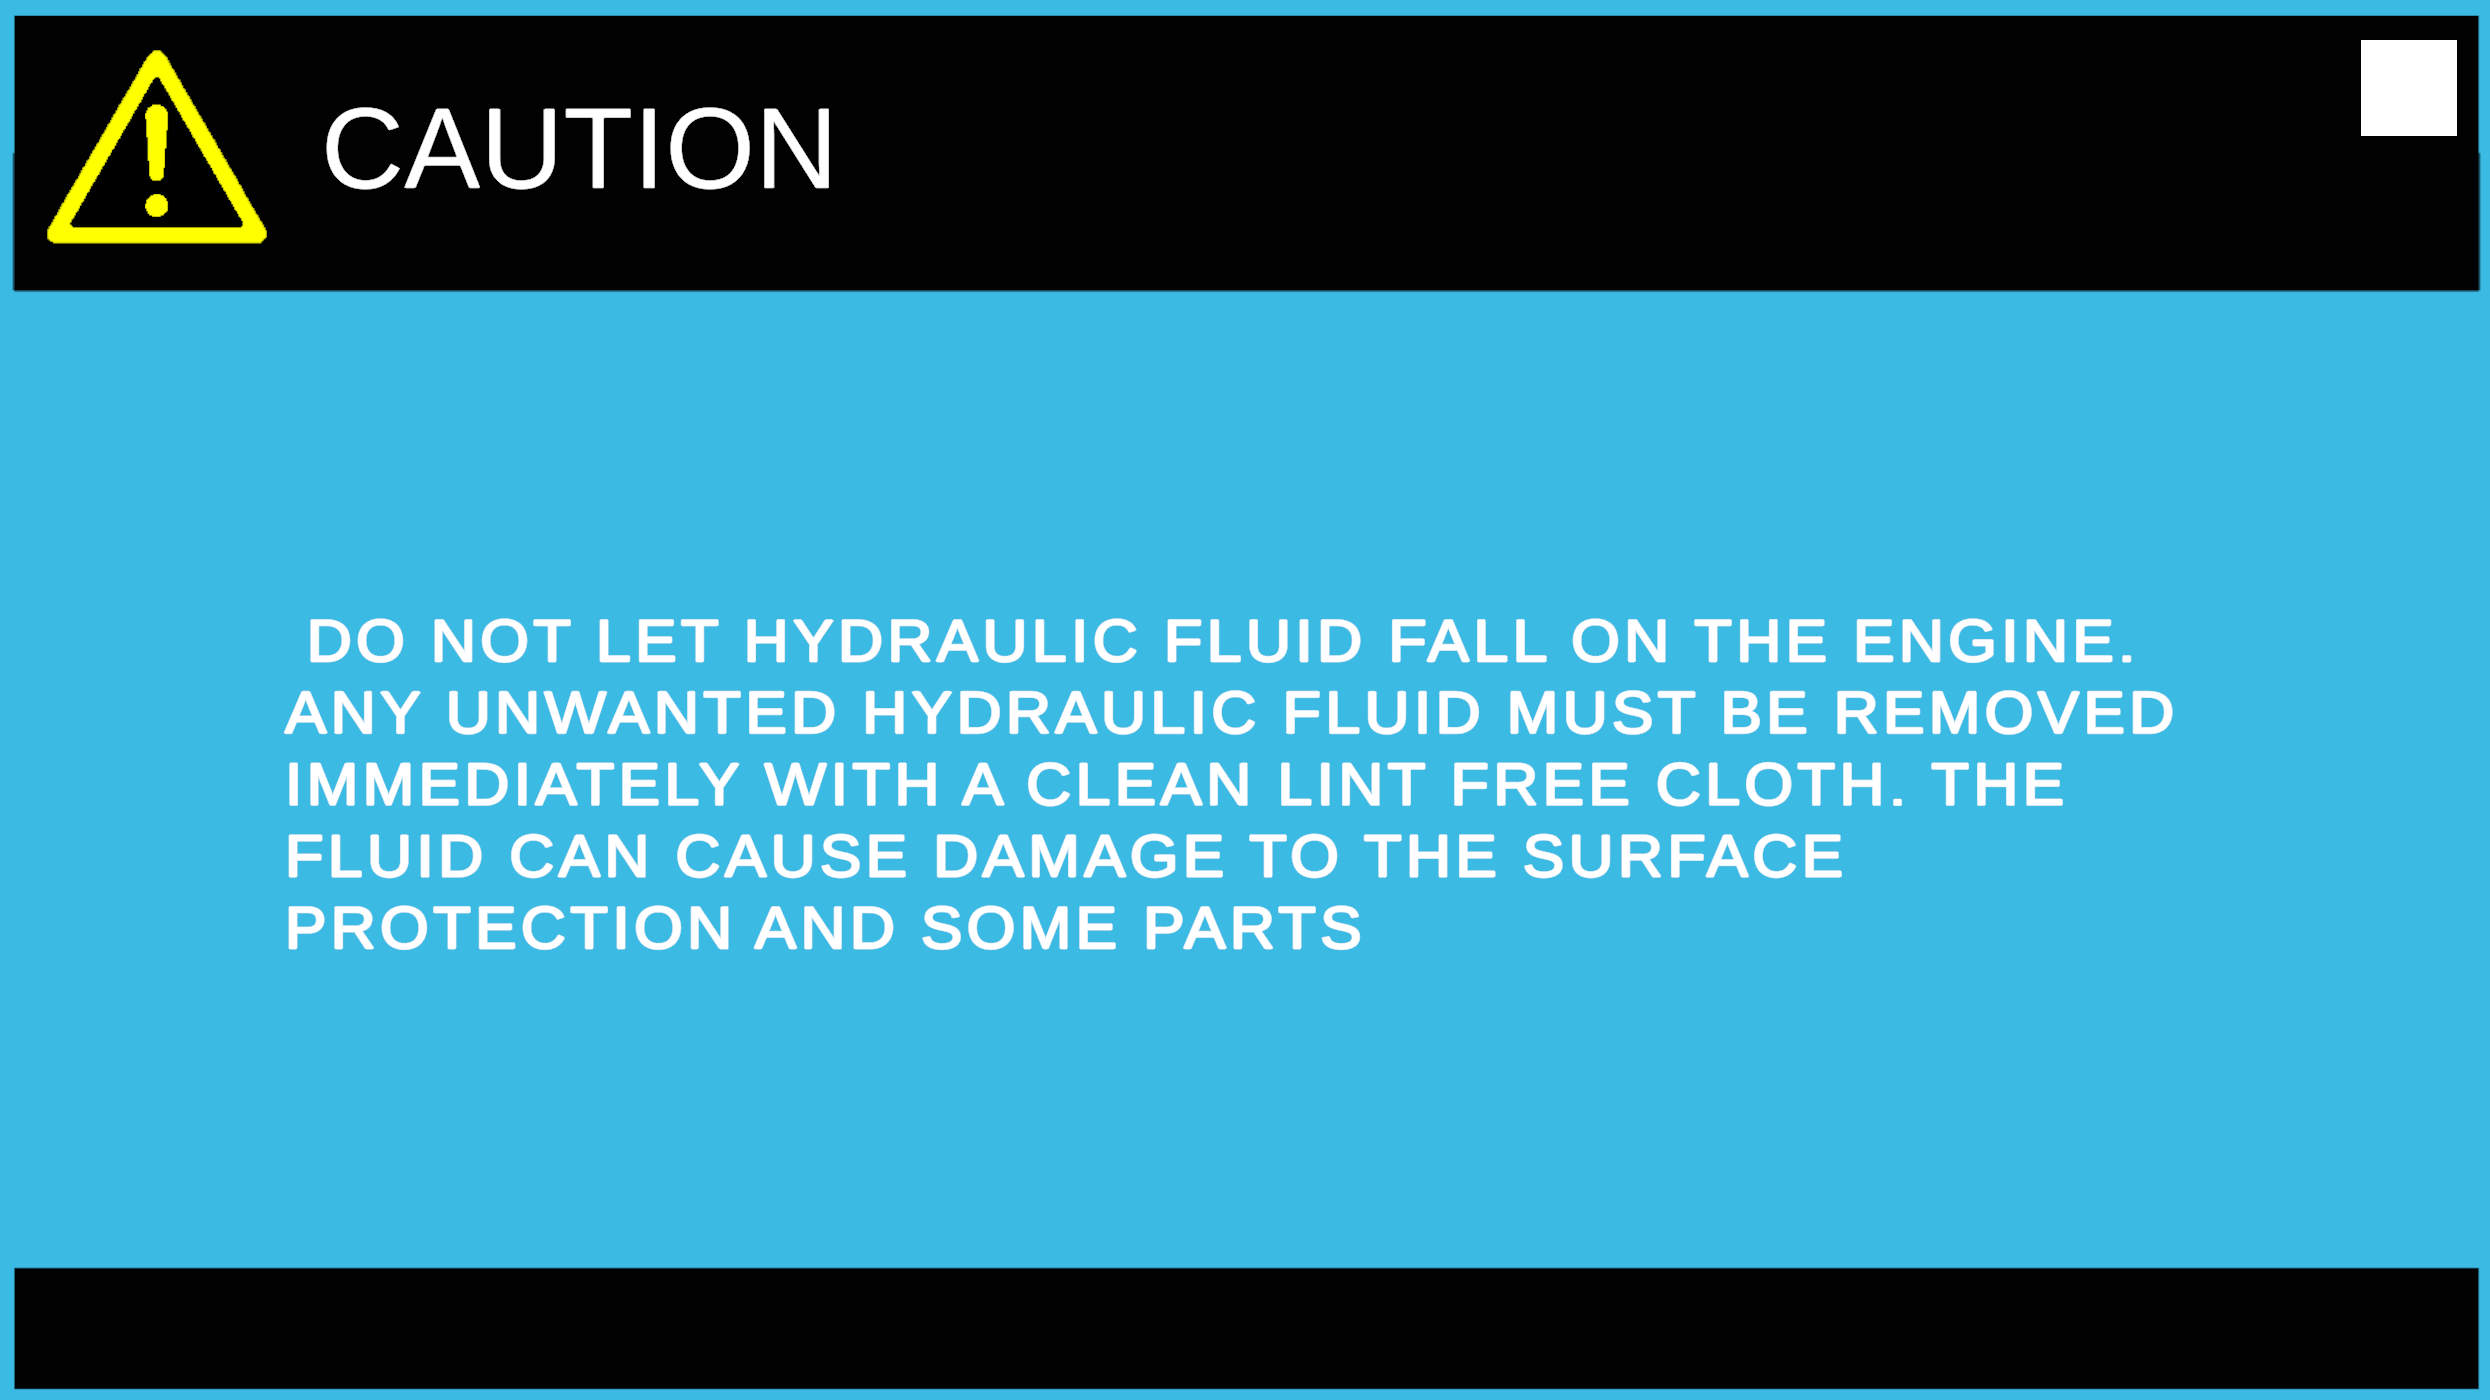 CAUTION
DO NOT LET HYDRAULIC FLUID FALL ON THE ENGINE.
ANY UNWANTED HYDRAULIC FLUID MUST BE REMOVED
IMMEDIATELY WITH A CLEAN LINT FREE CLOTH. THE
FLUID CAN CAUSE DAMAGE TO THE SURFACE
PROTECTION AND SOME PARTS